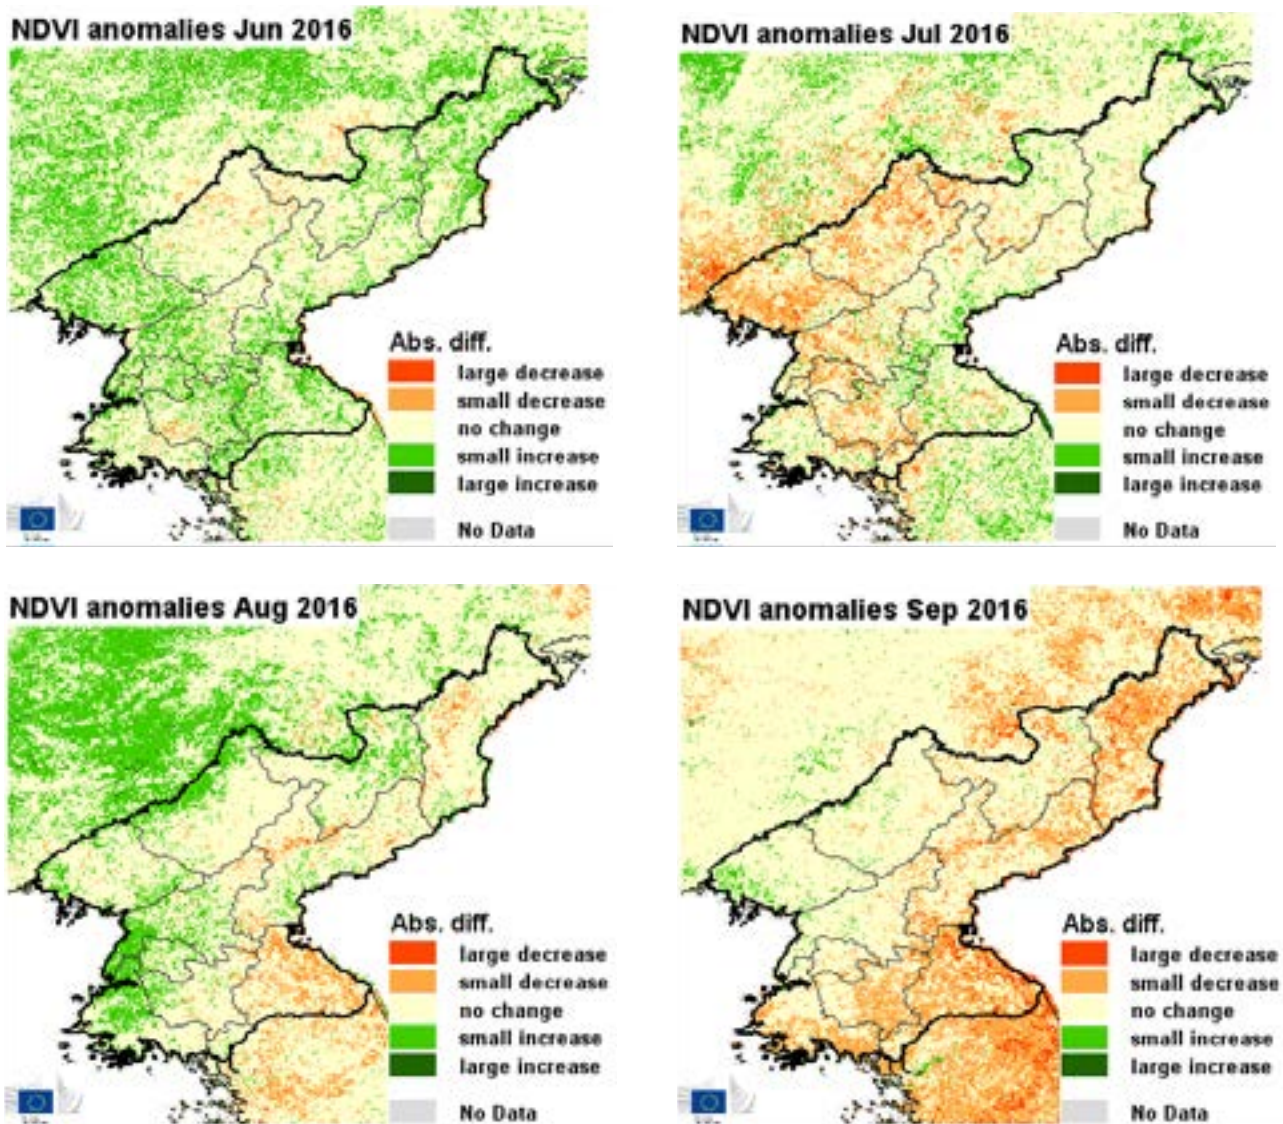 NDVI anomalies Jun 2016
Abs. diff.
large decrease
small decrease
no change
small increase
large increase
No Data
NDVI anomalies Jul 2016
Abs. diff.
large decrease
small decrease
no change
small increase
large increase
No Data
NDVI anomalies Aug 2016
Abs. diff.
large decrease
small decrease
no change
small increase
large increase
No Data
NDVI anomalies Sep 2016
Abs. diff.
large decrease
small decrease
no change
small increase
large increase
No Data